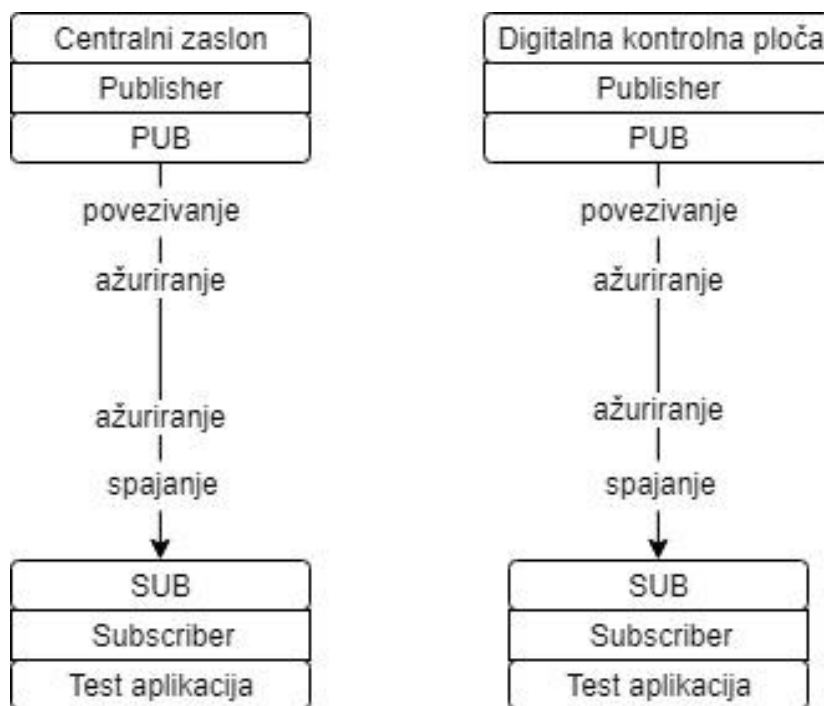 Centralni zaslon
Publisher
PUB
povezivanje
ažuriranje
ažuriranje
spajanje
SUB
Subscriber
Test aplikacija
Digitalna kontrolna ploča
Publisher
PUB
povezivanje
ažuriranje
ažuriranje
spajanje
SUB
Subscriber
Test aplikacija